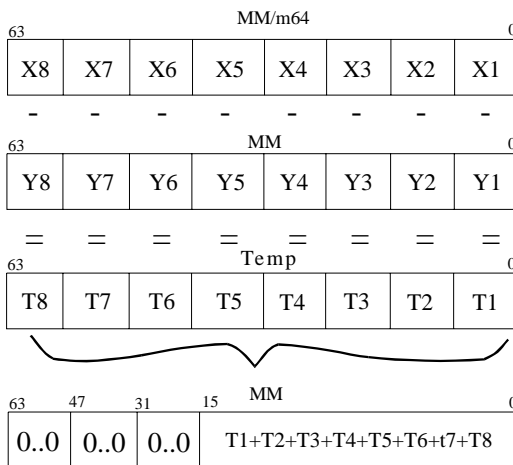 MM/m64
63 0
X8 X7 X6 X5 X4 X3 X2 X1
- - - - - - - -
MM
63 0
Y8 Y7 Y6 Y5 Y4 Y3 Y2 Y1
= = = = = = = =
Temp
63 0
T8 T7 T6 T5 T4 T3 T2 T1
MM
63 47 31 15 0
0..0 0..0 0..0 T1+T2+T3+T4+T5+T6+t7+T8